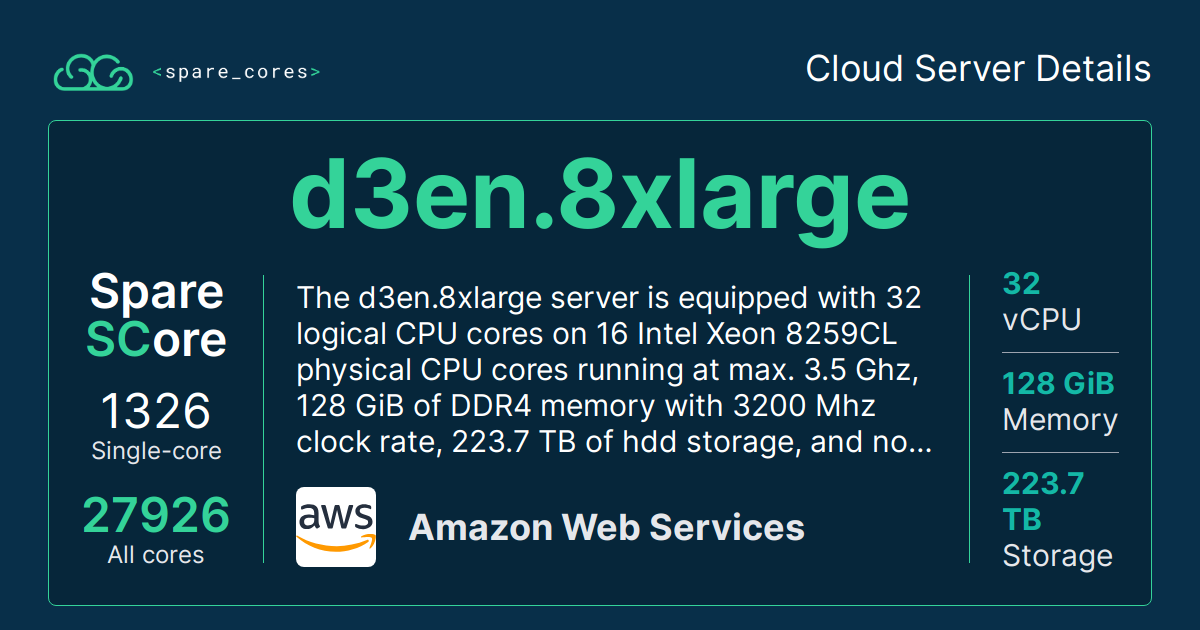 <spare_cores>
Cloud Server Details
d3en.8xlarge
Spare
SCore
1326
Single-core
27926
All cores
The d3en.8xlarge server is equipped with 32
logical CPU cores on 16 Intel Xeon 8259CL
physical CPU cores running at max. 3.5 Ghz,
128 GiB of DDR4 memory with 3200 Mhz
clock rate, 223.7 TB of hdd storage, and no...
aws
Amazon Web Services
32
vCPU
128 GiB
Memory
223.7
TB
Storage